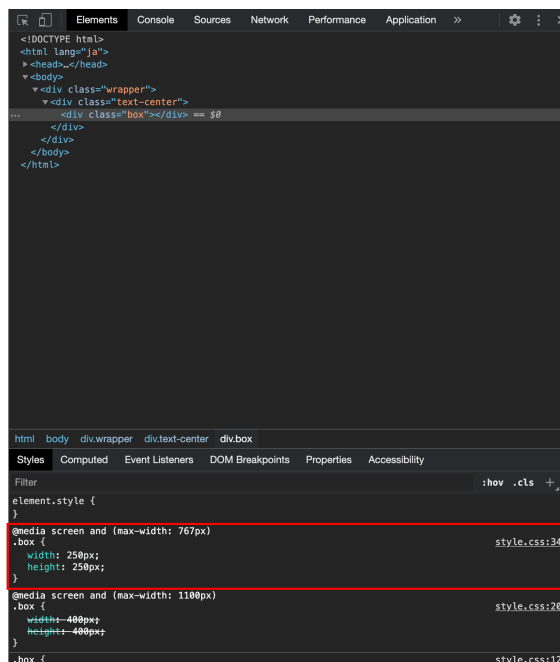 Elements Console Sources Network Performance Application »
<!DOCTYPE html>
<html lang="ja">
▶<head>…</head>
▼<body>
▼<div class="wrapper">
▼<div class="text-center">
… <div class="box"></div> == $0
</div>
</div>
</body>
</html>
html body div.wrapper div.text-center div.box
Styles Computed Event Listeners DOM Breakpoints Properties Accessibility
Filter :hov .cls +
element.style {
}
@media screen and (max-width: 767px)
.box { style.css:34
width: 250px;
height: 250px;
}
@media screen and (max-width: 1100px)
.box { style.css:20
width: 400px;
height: 400px;
}
.box { style.css:12